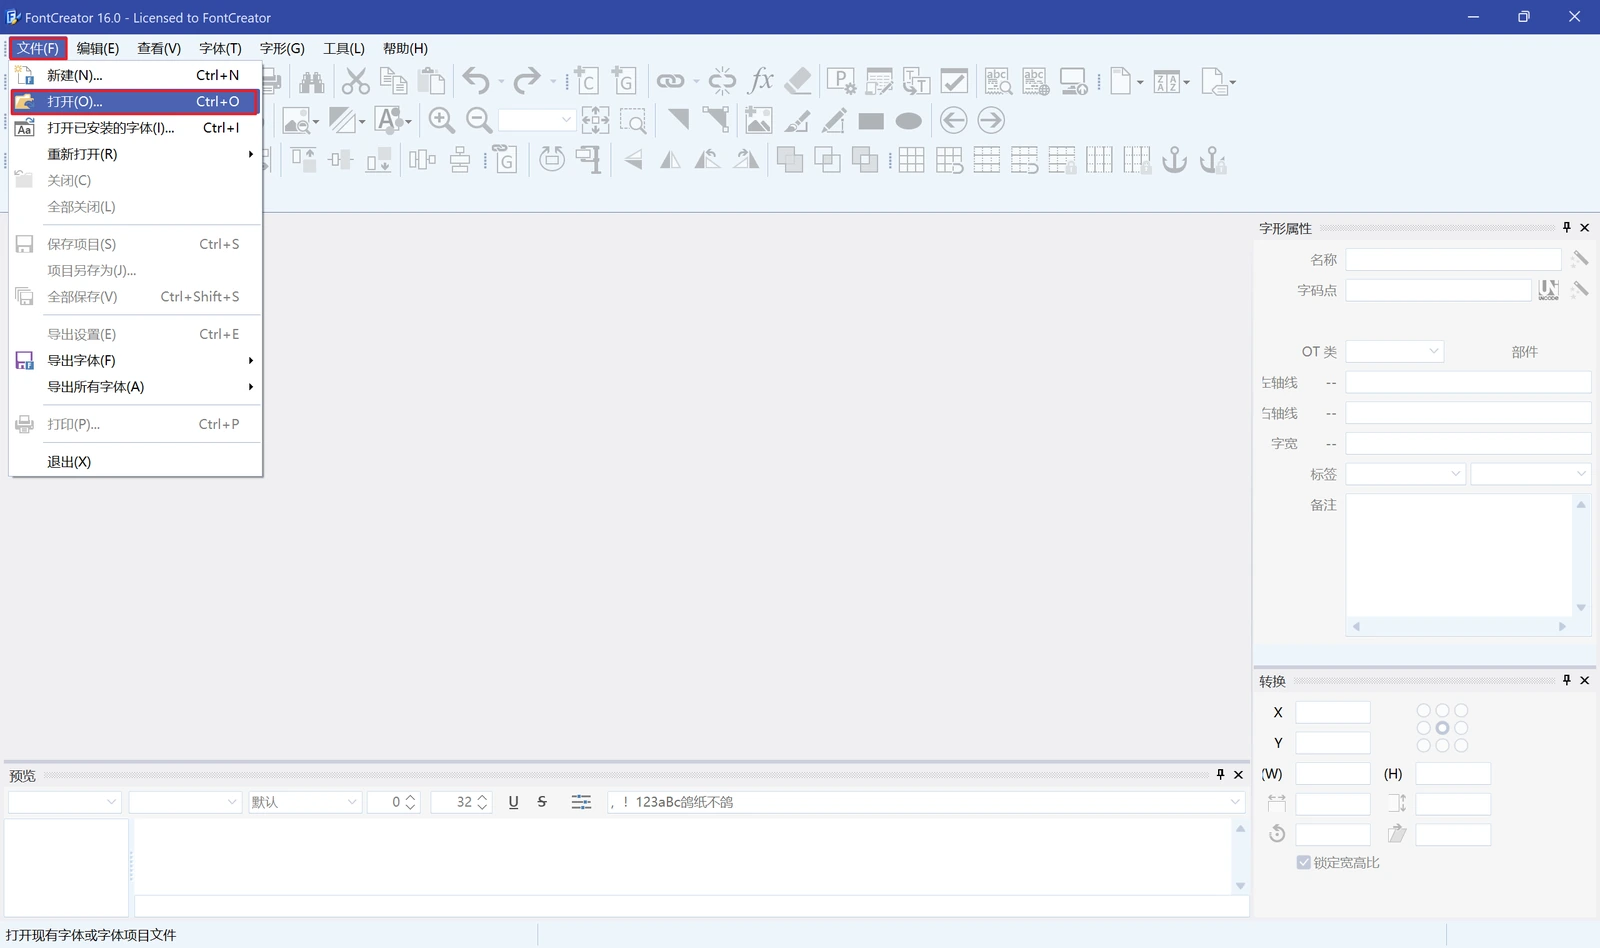 FontCreator 16.0 - Licensed to FontCreator
文件(F) 编辑(E) 查看(V) 字体(T) 字形(G) 工具(L) 帮助(H)
新建(N)... Ctrl+N
打开(O)... Ctrl+O
打开已安装的字体(I)... Ctrl+I
重新打开(R)
关闭(C)
全部关闭(L)
保存项目(S) Ctrl+S
项目另存为(J)...
全部保存(V) Ctrl+Shift+S
导出设置(E) Ctrl+E
导出字体(F)
导出所有字体(A)
打印(P)... Ctrl+P
退出(X)
字形属性
名称
字码点
OT 类 部件
左轴线 --
右轴线 --
字宽 --
标签
备注
转换
X
Y
(W) (H)
锁定宽高比
预览
默认 0 32 U S , ！ 123aBc鸽纸不鸽
打开现有字体或字体项目文件